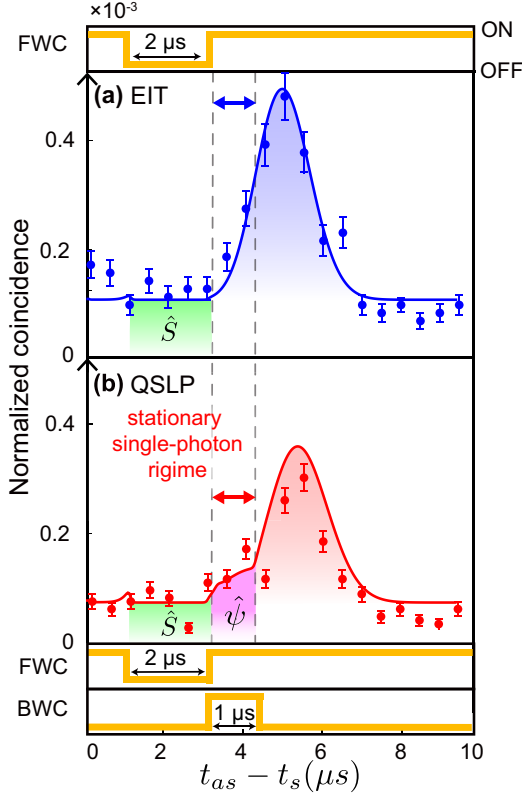 ×10⁻³
FWC
2 μs
ON
OFF
(a) EIT
0.4
0.2
0
Ŝ
Normalized coincidence
(b) QSLP
stationary
single-photon
rigime
0.4
0.2
0
Ŝ
ψ̂
FWC
2 μs
BWC
1 μs
0 2 4 6 8 10
t_{as} − t_s(μs)